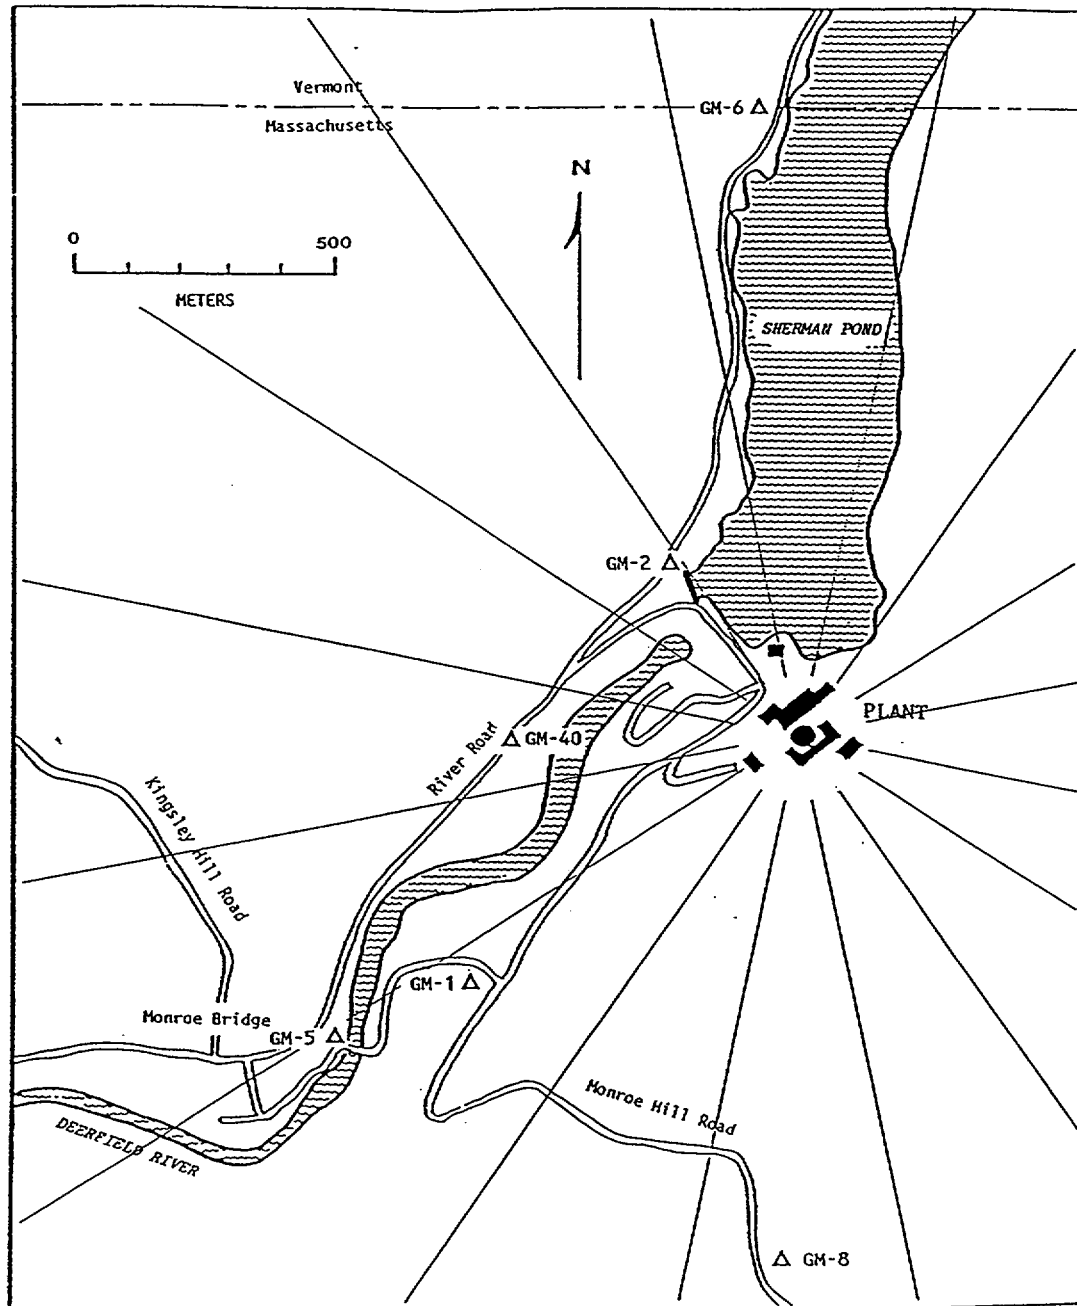 Vermont
GM-6
Massachusetts
N
0 500
METERS
SHERMAN POND
GM-2
PLANT
GM-40
River Road
Kingsley Hill Road
GM-1
Monroe Bridge
GM-5
Monroe Hill Road
DEERFIELD RIVER
GM-8